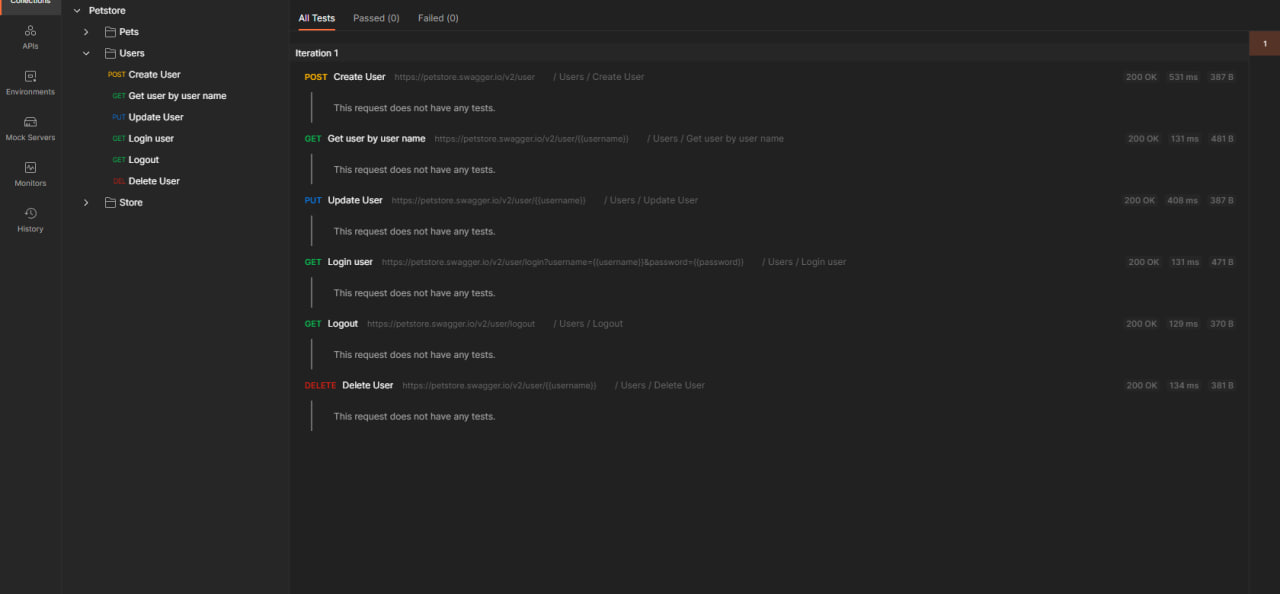 Collections
APIs
Environments
Mock Servers
Monitors
History
Petstore
Pets
Users
POST Create User
GET Get user by user name
PUT Update User
GET Login user
GET Logout
DEL Delete User
Store
All Tests Passed (0) Failed (0)
Iteration 1
1
POST Create User https://petstore.swagger.io/v2/user / Users / Create User 200 OK 531 ms 387 B
This request does not have any tests.
GET Get user by user name https://petstore.swagger.io/v2/user/{{username}} / Users / Get user by user name 200 OK 131 ms 481 B
This request does not have any tests.
PUT Update User https://petstore.swagger.io/v2/user/{{username}} / Users / Update User 200 OK 408 ms 387 B
This request does not have any tests.
GET Login user https://petstore.swagger.io/v2/user/login?username={{username}}&password={{password}} / Users / Login user 200 OK 131 ms 471 B
This request does not have any tests.
GET Logout https://petstore.swagger.io/v2/user/logout / Users / Logout 200 OK 129 ms 370 B
This request does not have any tests.
DELETE Delete User https://petstore.swagger.io/v2/user/{{username}} / Users / Delete User 200 OK 134 ms 381 B
This request does not have any tests.